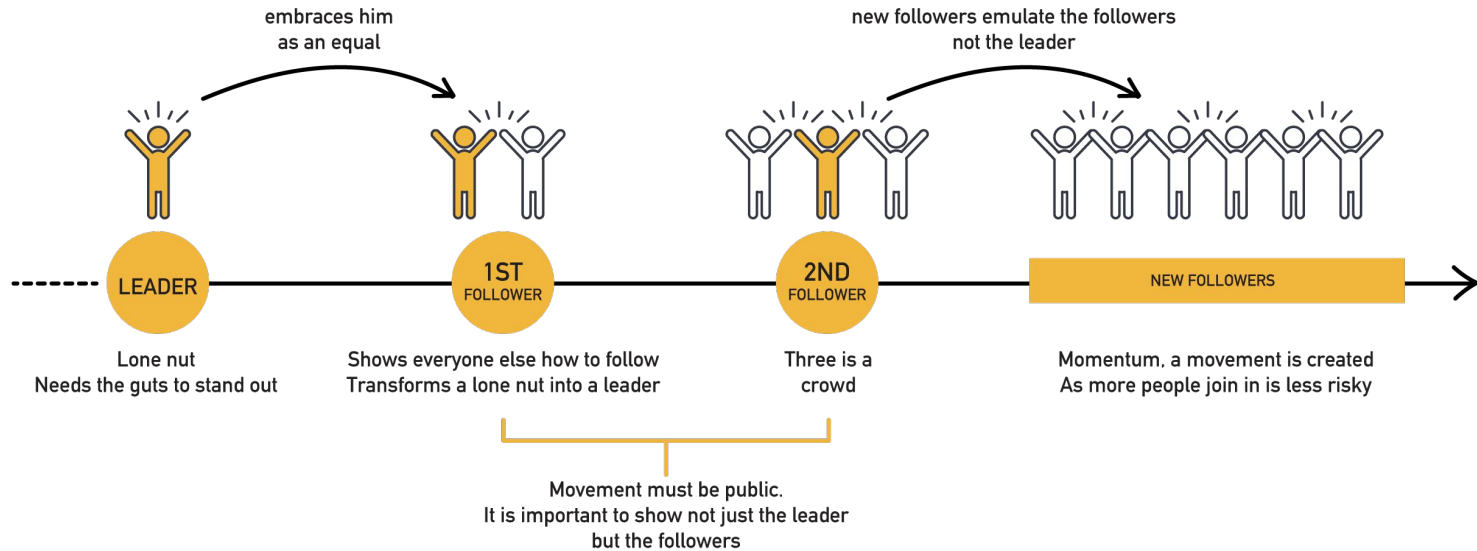 embraces him
as an equal
new followers emulate the followers
not the leader
LEADER
1ST
FOLLOWER
2ND
FOLLOWER
NEW FOLLOWERS
Lone nut
Needs the guts to stand out
Shows everyone else how to follow
Transforms a lone nut into a leader
Three is a
crowd
Momentum, a movement is created
As more people join in is less risky
Movement must be public.
It is important to show not just the leader
but the followers